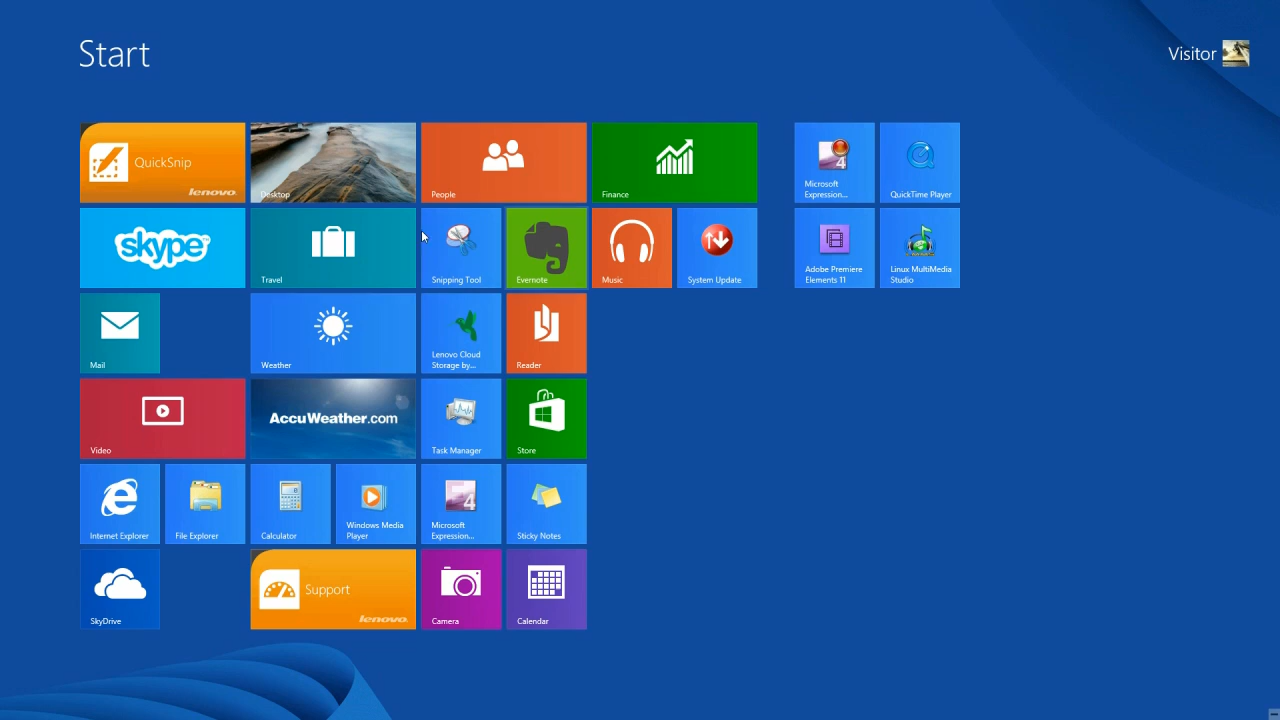 Start
Visitor
QuickSnip
lenovo
Desktop
People
Finance
Microsoft
Expression...
QuickTime Player
skype
Travel
Snipping Tool
Evernote
Music
System Update
Adobe Premiere
Elements 11
Linux MultiMedia
Studio
Mail
Weather
Lenovo Cloud
Storage by...
Reader
Video
AccuWeather.com
Task Manager
Store
Internet Explorer
File Explorer
Calculator
Windows Media
Player
Microsoft
Expression...
Sticky Notes
SkyDrive
Support
lenovo
Camera
Calendar